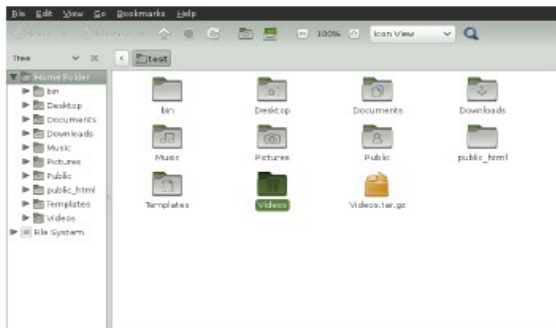 File Edit View Go Bookmarks Help
100% Icon View
Tree
test
Home Folder
bin
Desktop
Documents
Downloads
Music
Pictures
Public
public_html
Templates
Videos
File System
bin Desktop Documents Downloads
Music Pictures Public public_html
Templates Videos Videos.tar.gz